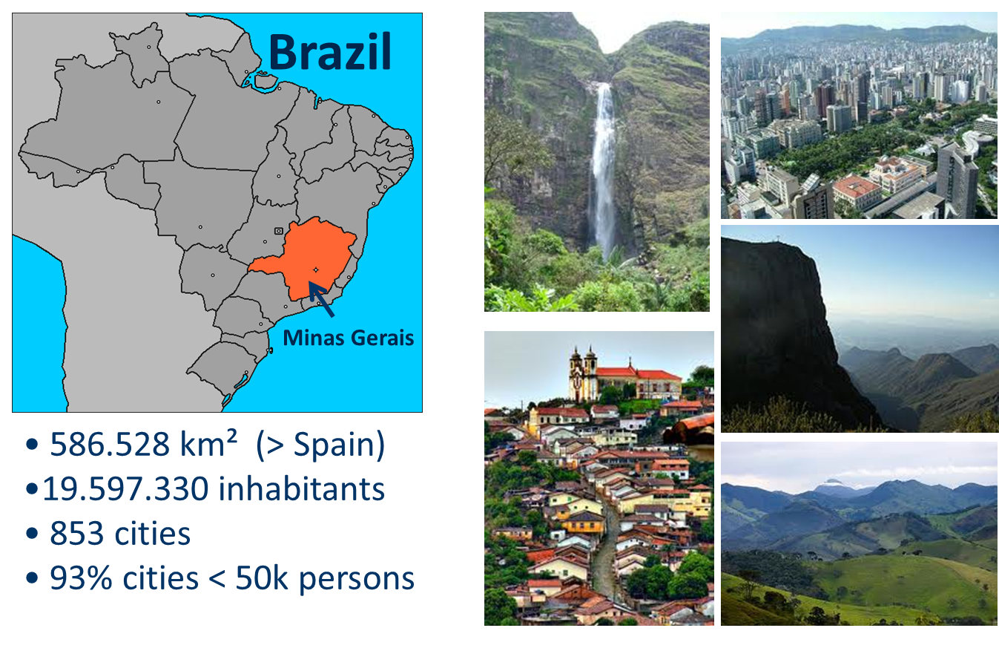 Brazil
Minas Gerais
• 586.528 km² (> Spain)
•19.597.330 inhabitants
• 853 cities
• 93% cities < 50k persons